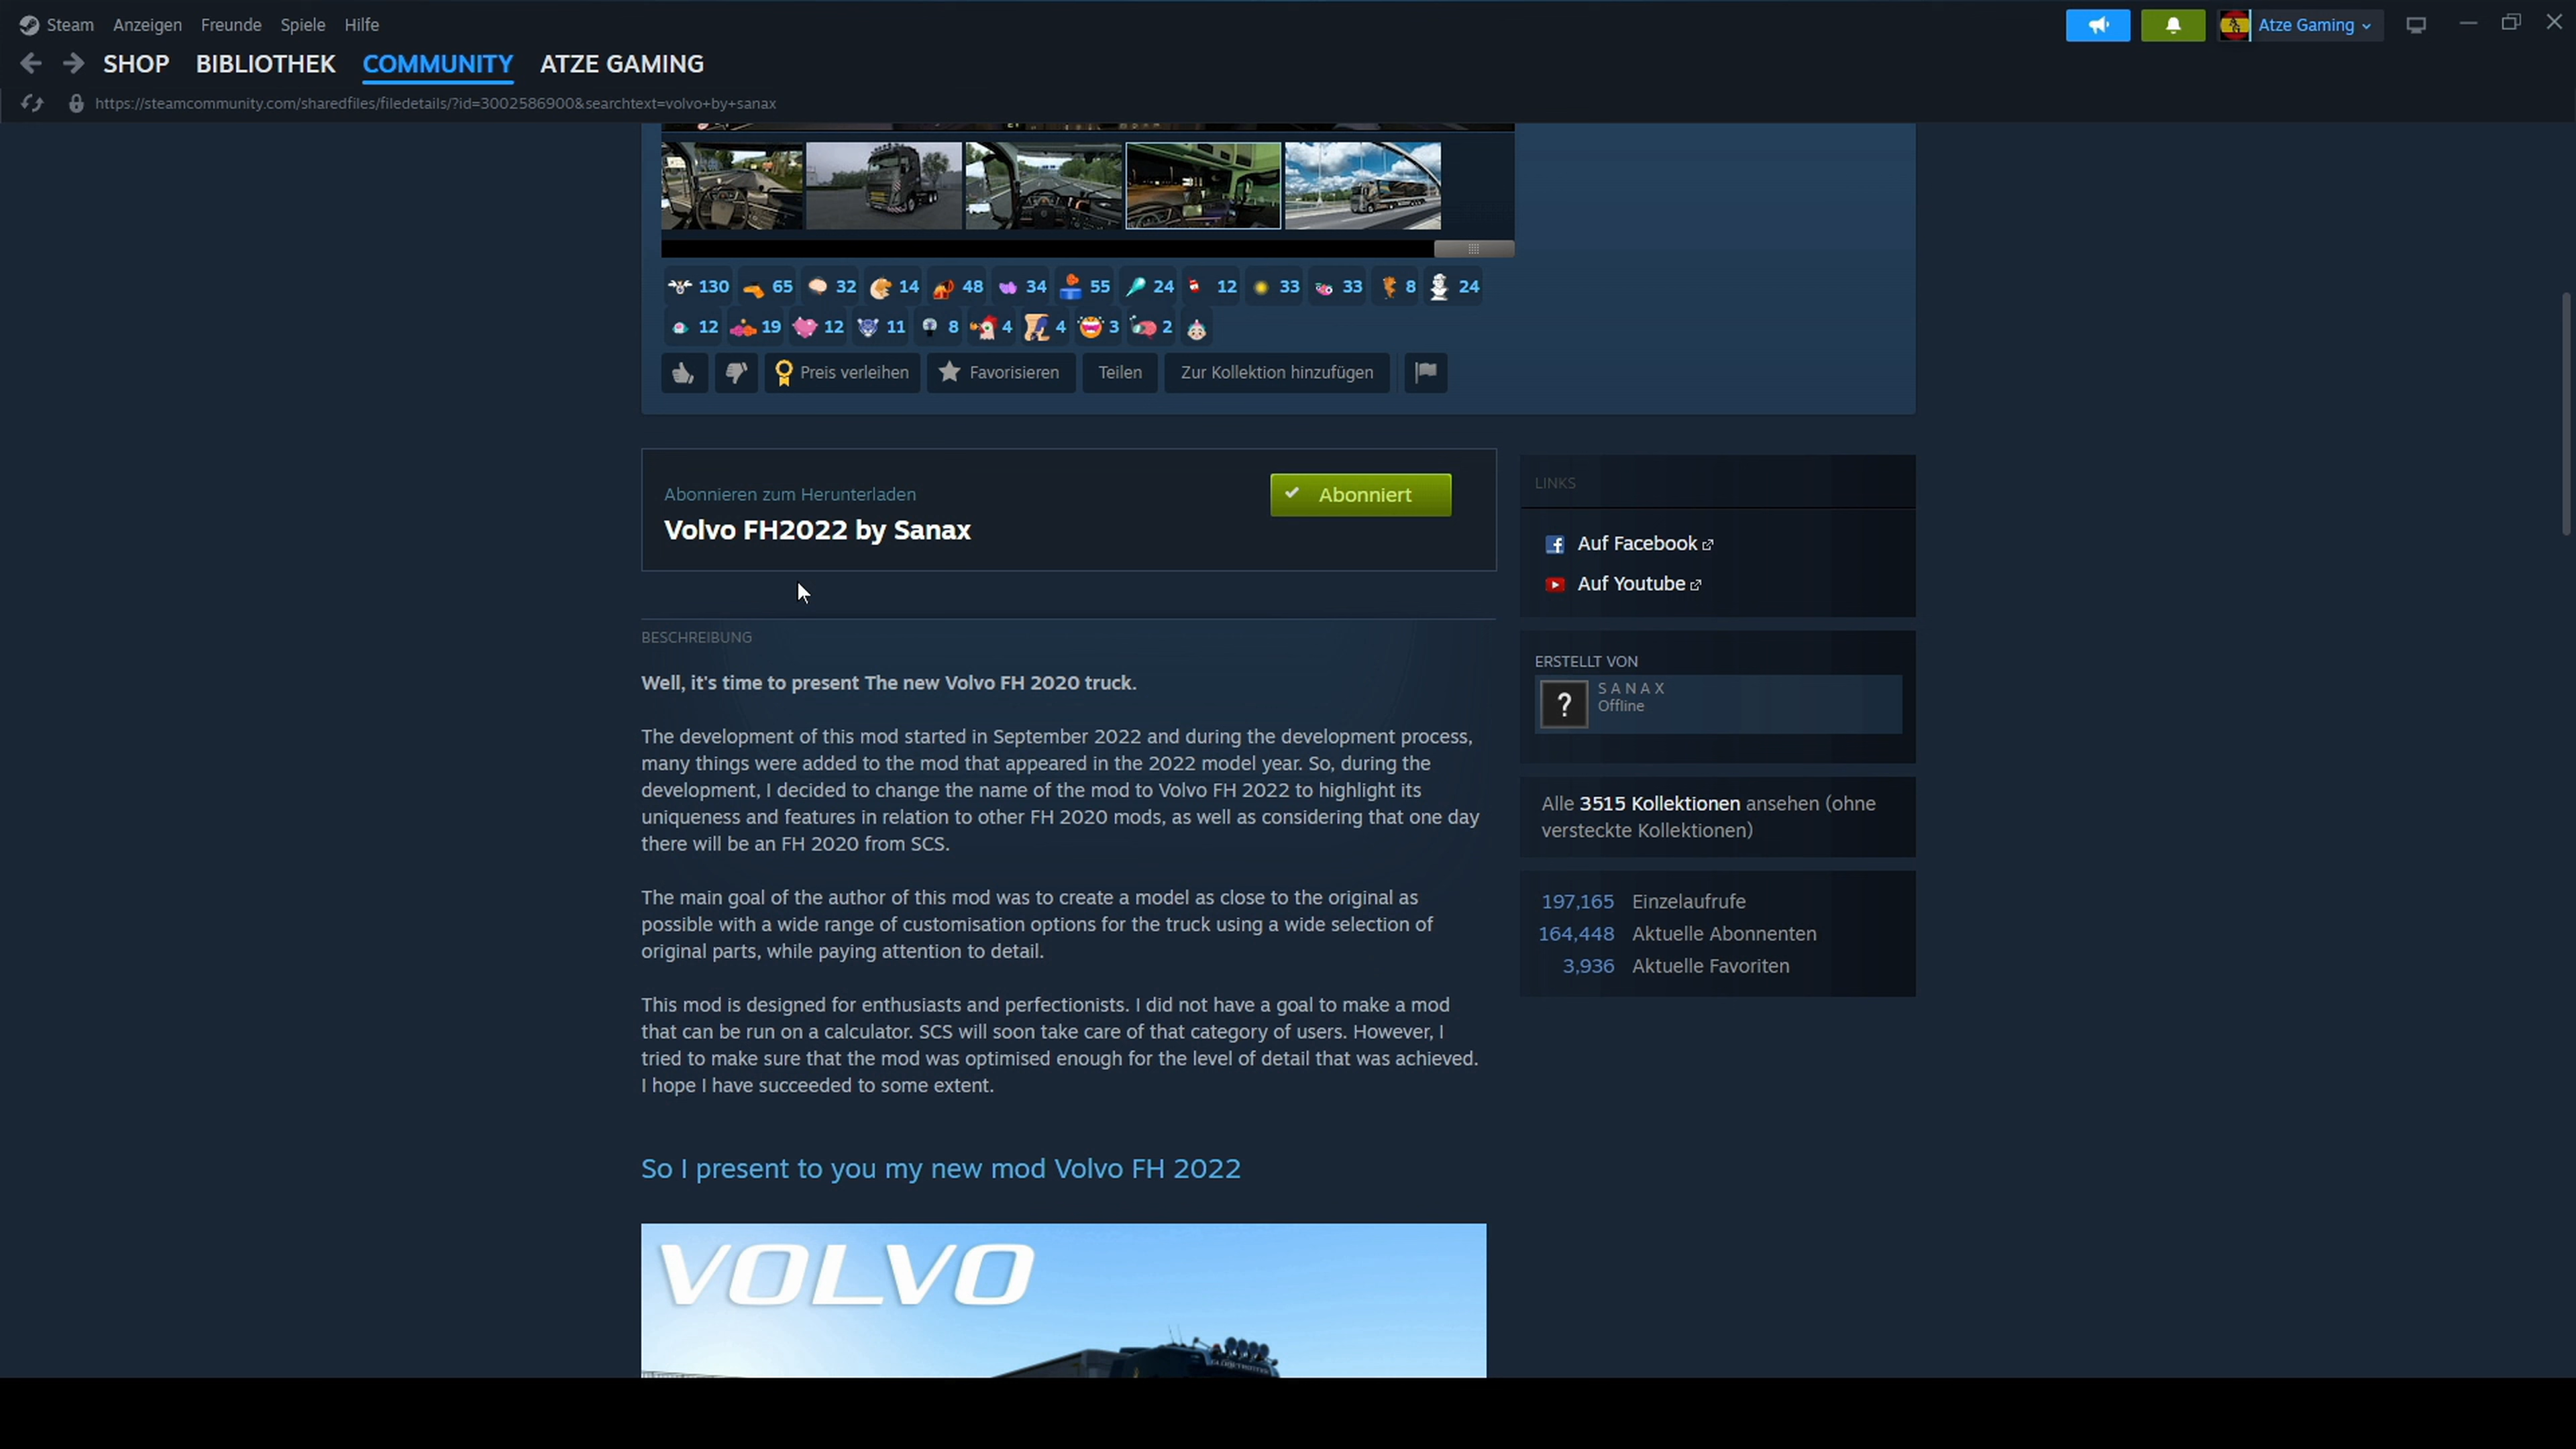 Steam Anzeigen Freunde Spiele Hilfe
Atze Gaming
SHOP BIBLIOTHEK COMMUNITY ATZE GAMING
https://steamcommunity.com/sharedfiles/filedetails/?id=3002586900&searchtext=volvo+by+sanax
130 65 32 14 48 34 55 24 12 33 33 8 24
12 19 12 11 8 4 4 3 2
Preis verleihen Favorisieren Teilen Zur Kollektion hinzufügen
Abonnieren zum Herunterladen
Volvo FH2022 by Sanax
Abonniert
BESCHREIBUNG
Well, it's time to present The new Volvo FH 2020 truck.
The development of this mod started in September 2022 and during the development process,
many things were added to the mod that appeared in the 2022 model year. So, during the
development, I decided to change the name of the mod to Volvo FH 2022 to highlight its
uniqueness and features in relation to other FH 2020 mods, as well as considering that one day
there will be an FH 2020 from SCS.
The main goal of the author of this mod was to create a model as close to the original as
possible with a wide range of customisation options for the truck using a wide selection of
original parts, while paying attention to detail.
This mod is designed for enthusiasts and perfectionists. I did not have a goal to make a mod
that can be run on a calculator. SCS will soon take care of that category of users. However, I
tried to make sure that the mod was optimised enough for the level of detail that was achieved.
I hope I have succeeded to some extent.
So I present to you my new mod Volvo FH 2022
VOLVO
LINKS
Auf Facebook
Auf Youtube
ERSTELLT VON
?
S A N A X
Offline
Alle 3515 Kollektionen ansehen (ohne
versteckte Kollektionen)
197,165 Einzelaufrufe
164,448 Aktuelle Abonnenten
3,936 Aktuelle Favoriten